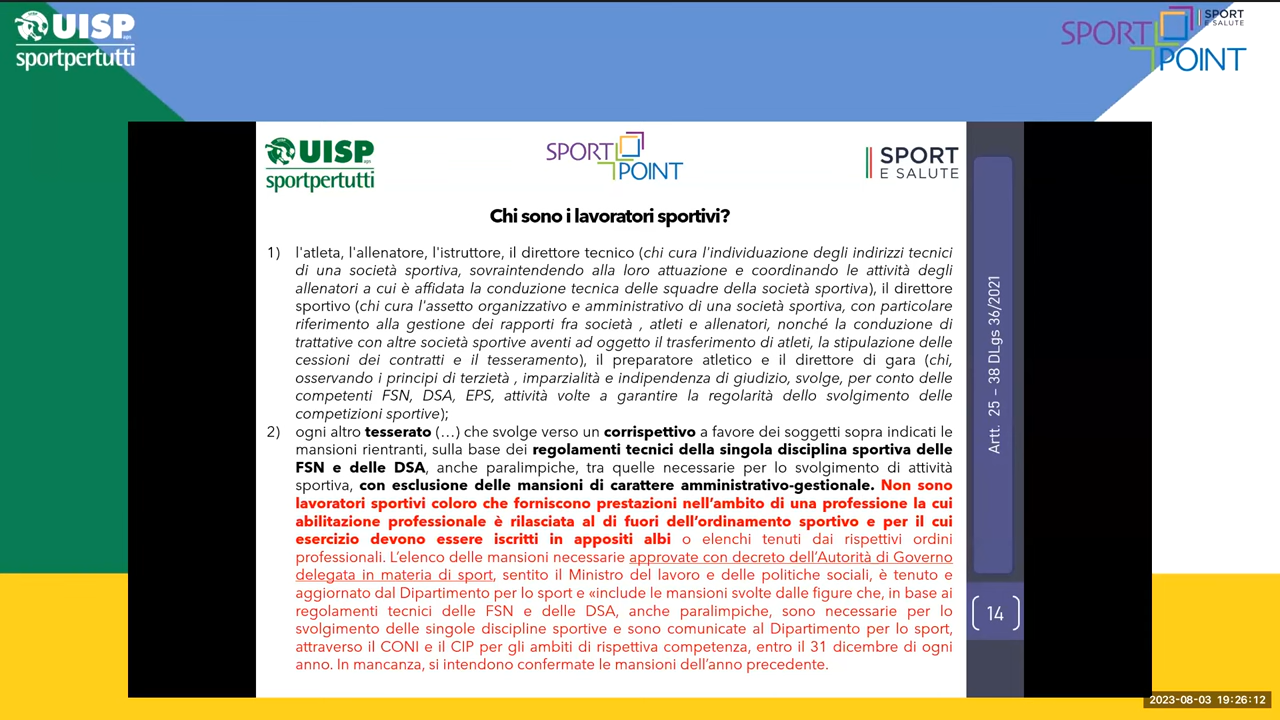 UISP aps
sportpertutti
SPORT POINT
SPORT
E SALUTE
UISP aps
sportpertutti
SPORT POINT
SPORT
E SALUTE
Chi sono i lavoratori sportivi?
1) l'atleta, l'allenatore, l'istruttore, il direttore tecnico (chi cura l'individuazione degli indirizzi tecnici
di una società sportiva, sovraintendendo alla loro attuazione e coordinando le attività degli
allenatori a cui è affidata la conduzione tecnica delle squadre della società sportiva), il direttore
sportivo (chi cura l'assetto organizzativo e amministrativo di una società sportiva, con particolare
riferimento alla gestione dei rapporti fra società , atleti e allenatori, nonché la conduzione di
trattative con altre società sportive aventi ad oggetto il trasferimento di atleti, la stipulazione delle
cessioni dei contratti e il tesseramento), il preparatore atletico e il direttore di gara (chi,
osservando i principi di terzietà , imparzialità e indipendenza di giudizio, svolge, per conto delle
competenti FSN, DSA, EPS, attività volte a garantire la regolarità dello svolgimento delle
competizioni sportive);
2) ogni altro tesserato (…) che svolge verso un corrispettivo a favore dei soggetti sopra indicati le
mansioni rientranti, sulla base dei regolamenti tecnici della singola disciplina sportiva delle
FSN e delle DSA, anche paralimpiche, tra quelle necessarie per lo svolgimento di attività
sportiva, con esclusione delle mansioni di carattere amministrativo-gestionale. Non sono
lavoratori sportivi coloro che forniscono prestazioni nell'ambito di una professione la cui
abilitazione professionale è rilasciata al di fuori dell'ordinamento sportivo e per il cui
esercizio devono essere iscritti in appositi albi o elenchi tenuti dai rispettivi ordini
professionali. L'elenco delle mansioni necessarie approvate con decreto dell'Autorità di Governo
delegata in materia di sport, sentito il Ministro del lavoro e delle politiche sociali, è tenuto e
aggiornato dal Dipartimento per lo sport e «include le mansioni svolte dalle figure che, in base ai
regolamenti tecnici delle FSN e delle DSA, anche paralimpiche, sono necessarie per lo
svolgimento delle singole discipline sportive e sono comunicate al Dipartimento per lo sport,
attraverso il CONI e il CIP per gli ambiti di rispettiva competenza, entro il 31 dicembre di ogni
anno. In mancanza, si intendono confermate le mansioni dell'anno precedente.
Artt. 25 – 38 DLgs 36/2021
14
2023-08-03 19:26:12